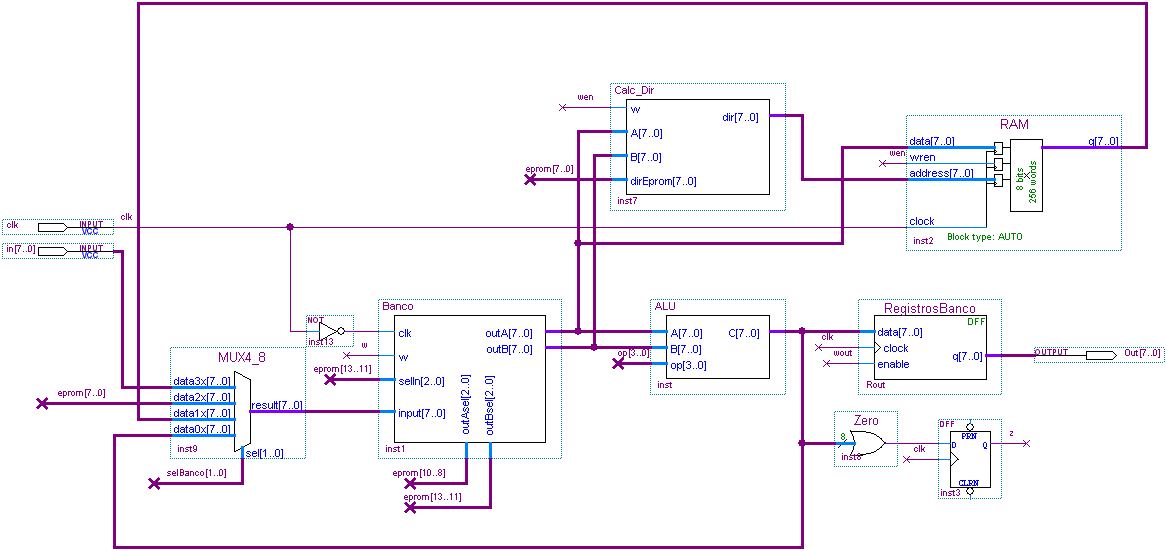 Calc_Dir
wen
w
dir[7..0]
A[7..0]
B[7..0]
eprom[7..0]
dirEprom[7..0]
inst7
RAM
data[7..0]
q[7..0]
wen
wren
address[7..0]
8 bits
256 words
clock
inst2
Block type: AUTO
clk
INPUT
VCC
clk
in[7..0]
INPUT
VCC
NOT
inst13
Banco
clk
outA[7..0]
w
w
outB[7..0]
eprom[13..11]
selIn[2..0]
input[7..0]
outAsel[2..0]
outBsel[2..0]
inst1
eprom[10..8]
eprom[13..11]
MUX4_8
data3x[7..0]
eprom[7..0]
data2x[7..0]
result[7..0]
data1x[7..0]
data0x[7..0]
inst9
sel[1..0]
selBanco[1..0]
ALU
A[7..0]
C[7..0]
B[7..0]
op[3..0]
op[3..0]
inst
RegistrosBanco
DFF
data[7..0]
clk
clock
q[7..0]
wout
enable
Rout
OUTPUT
Out[7..0]
Zero
8
inst8
DFF
PRN
D
Q
z
clk
CLRN
inst3